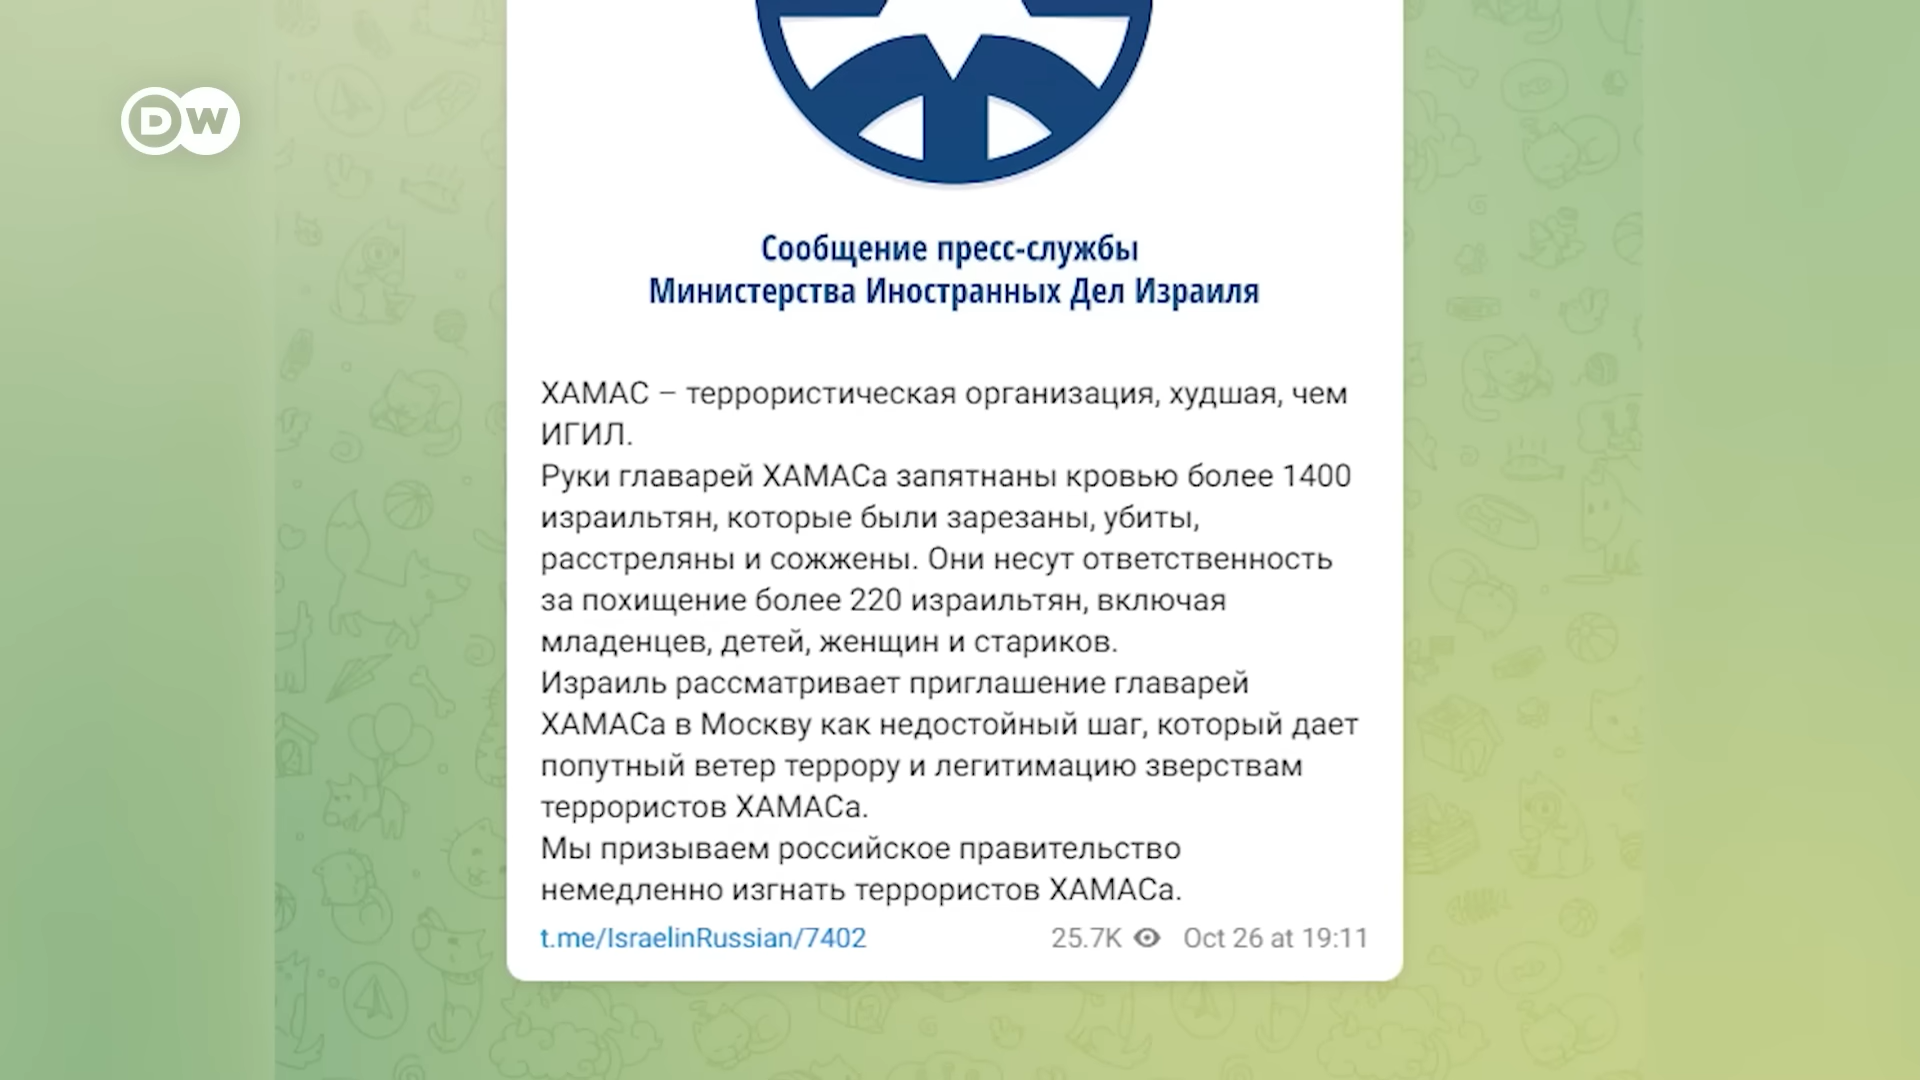 DW
Сообщение пресс-службы
Министерства Иностранных Дел Израиля
ХАМАС – террористическая организация, худшая, чем
ИГИЛ.
Руки главарей ХАМАСа запятнаны кровью более 1400
израильтян, которые были зарезаны, убиты,
расстреляны и сожжены. Они несут ответственность
за похищение более 220 израильтян, включая
младенцев, детей, женщин и стариков.
Израиль рассматривает приглашение главарей
ХАМАСа в Москву как недостойный шаг, который дает
попутный ветер террору и легитимацию зверствам
террористов ХАМАСа.
Мы призываем российское правительство
немедленно изгнать террористов ХАМАСа.
t.me/IsraelinRussian/7402 25.7K Oct 26 at 19:11